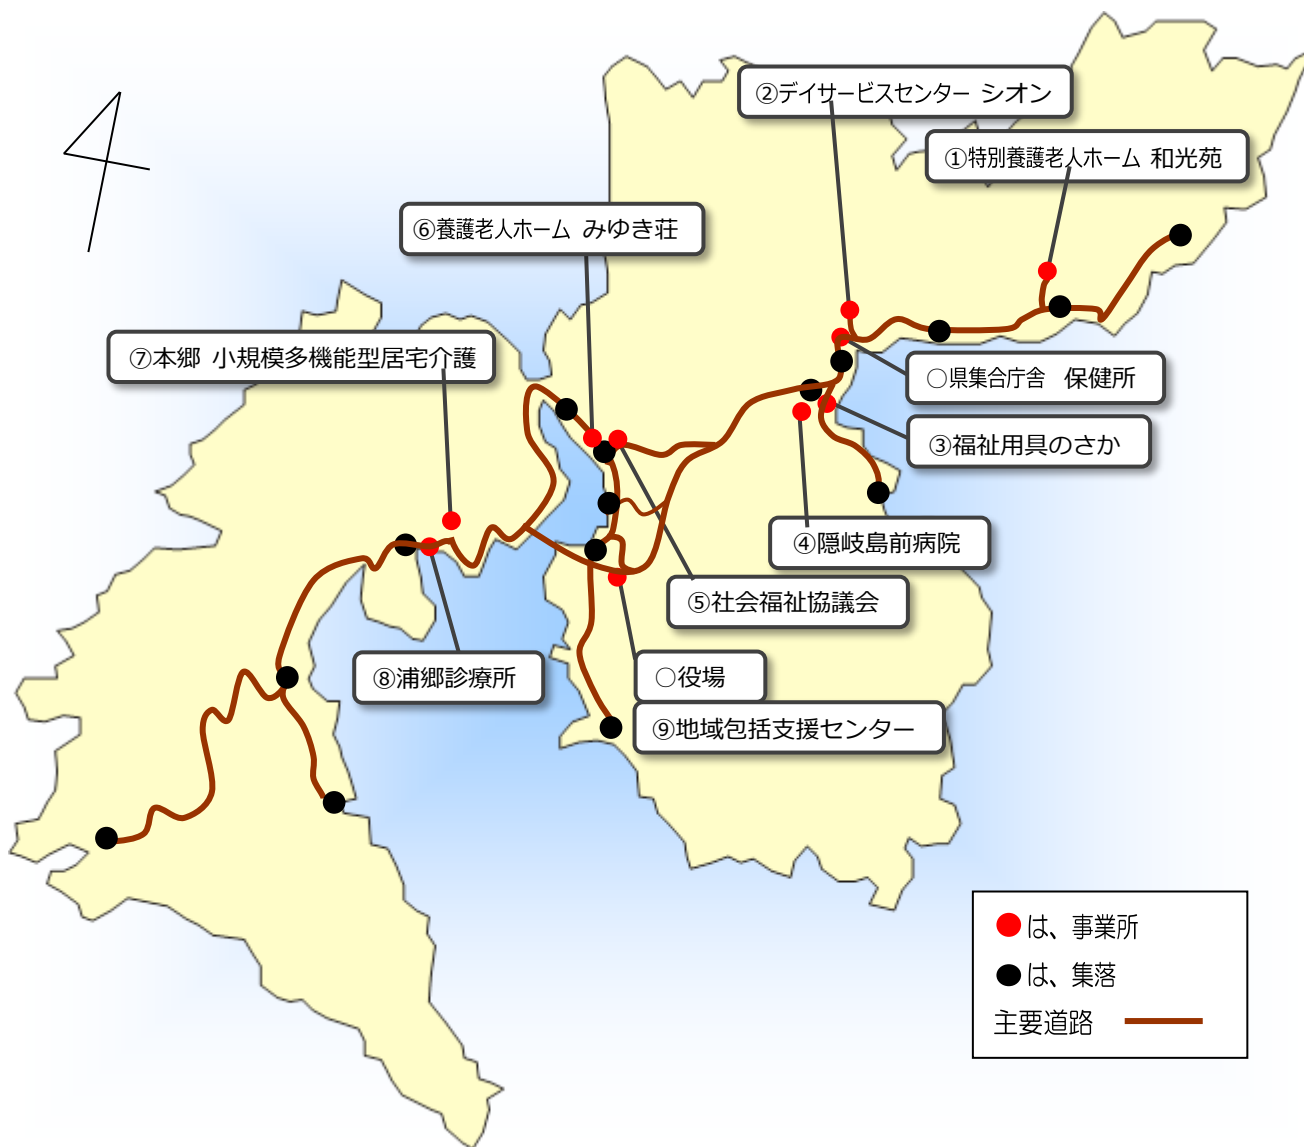 ②デイサービスセンター シオン
①特別養護老人ホーム 和光苑
⑥養護老人ホーム みゆき荘
⑦本郷 小規模多機能型居宅介護
○県集合庁舎 保健所
③福祉用具のさか
④隠岐島前病院
⑤社会福祉協議会
⑧浦郷診療所
○役場
⑨地域包括支援センター
●は、事業所
●は、集落
主要道路